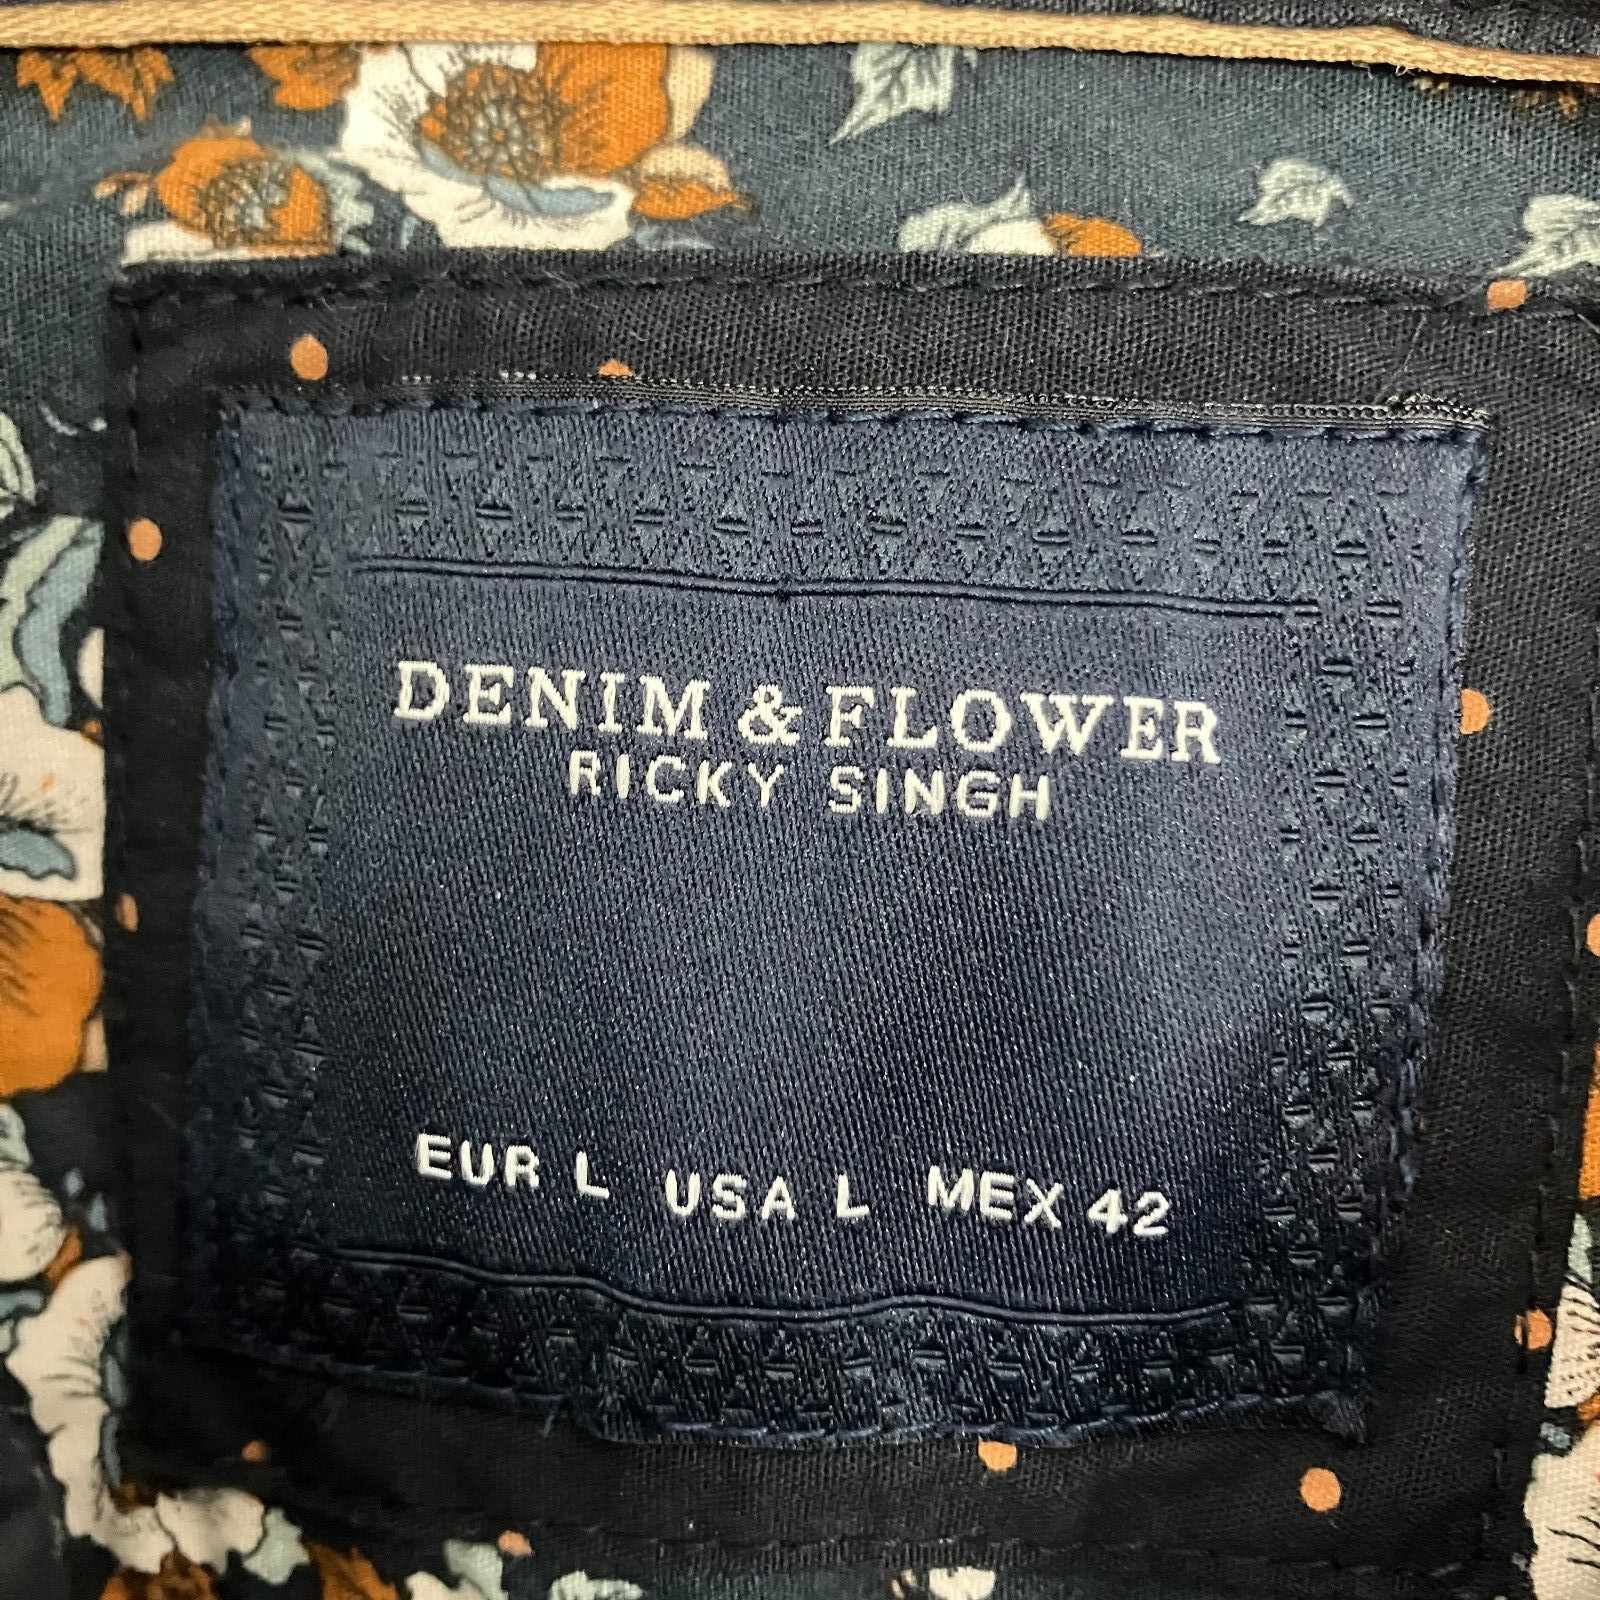 DENIM & FLOWER
RICKY SINGH
EUR L USA L MEX 42